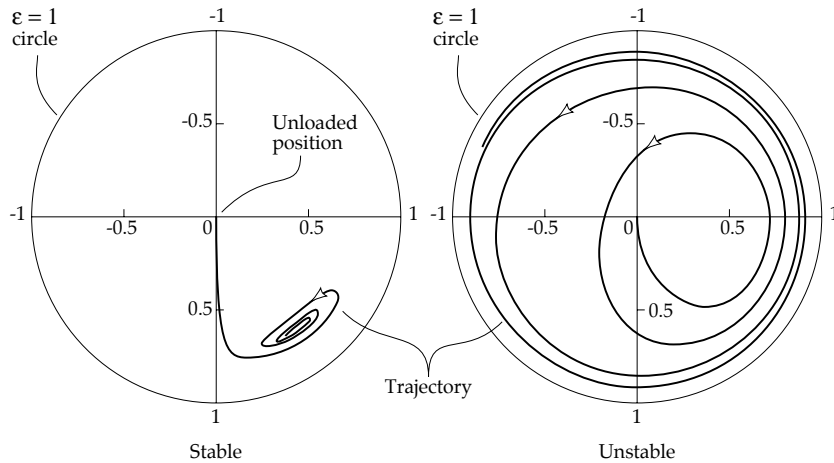 ε = 1
circle
-1
-0.5
Unloaded
position
-1
-0.5
0
0.5
1
0.5
1
Stable
Trajectory
ε = 1
circle
-1
-0.5
-1
-0.5
0
0.5
1
0.5
1
Unstable